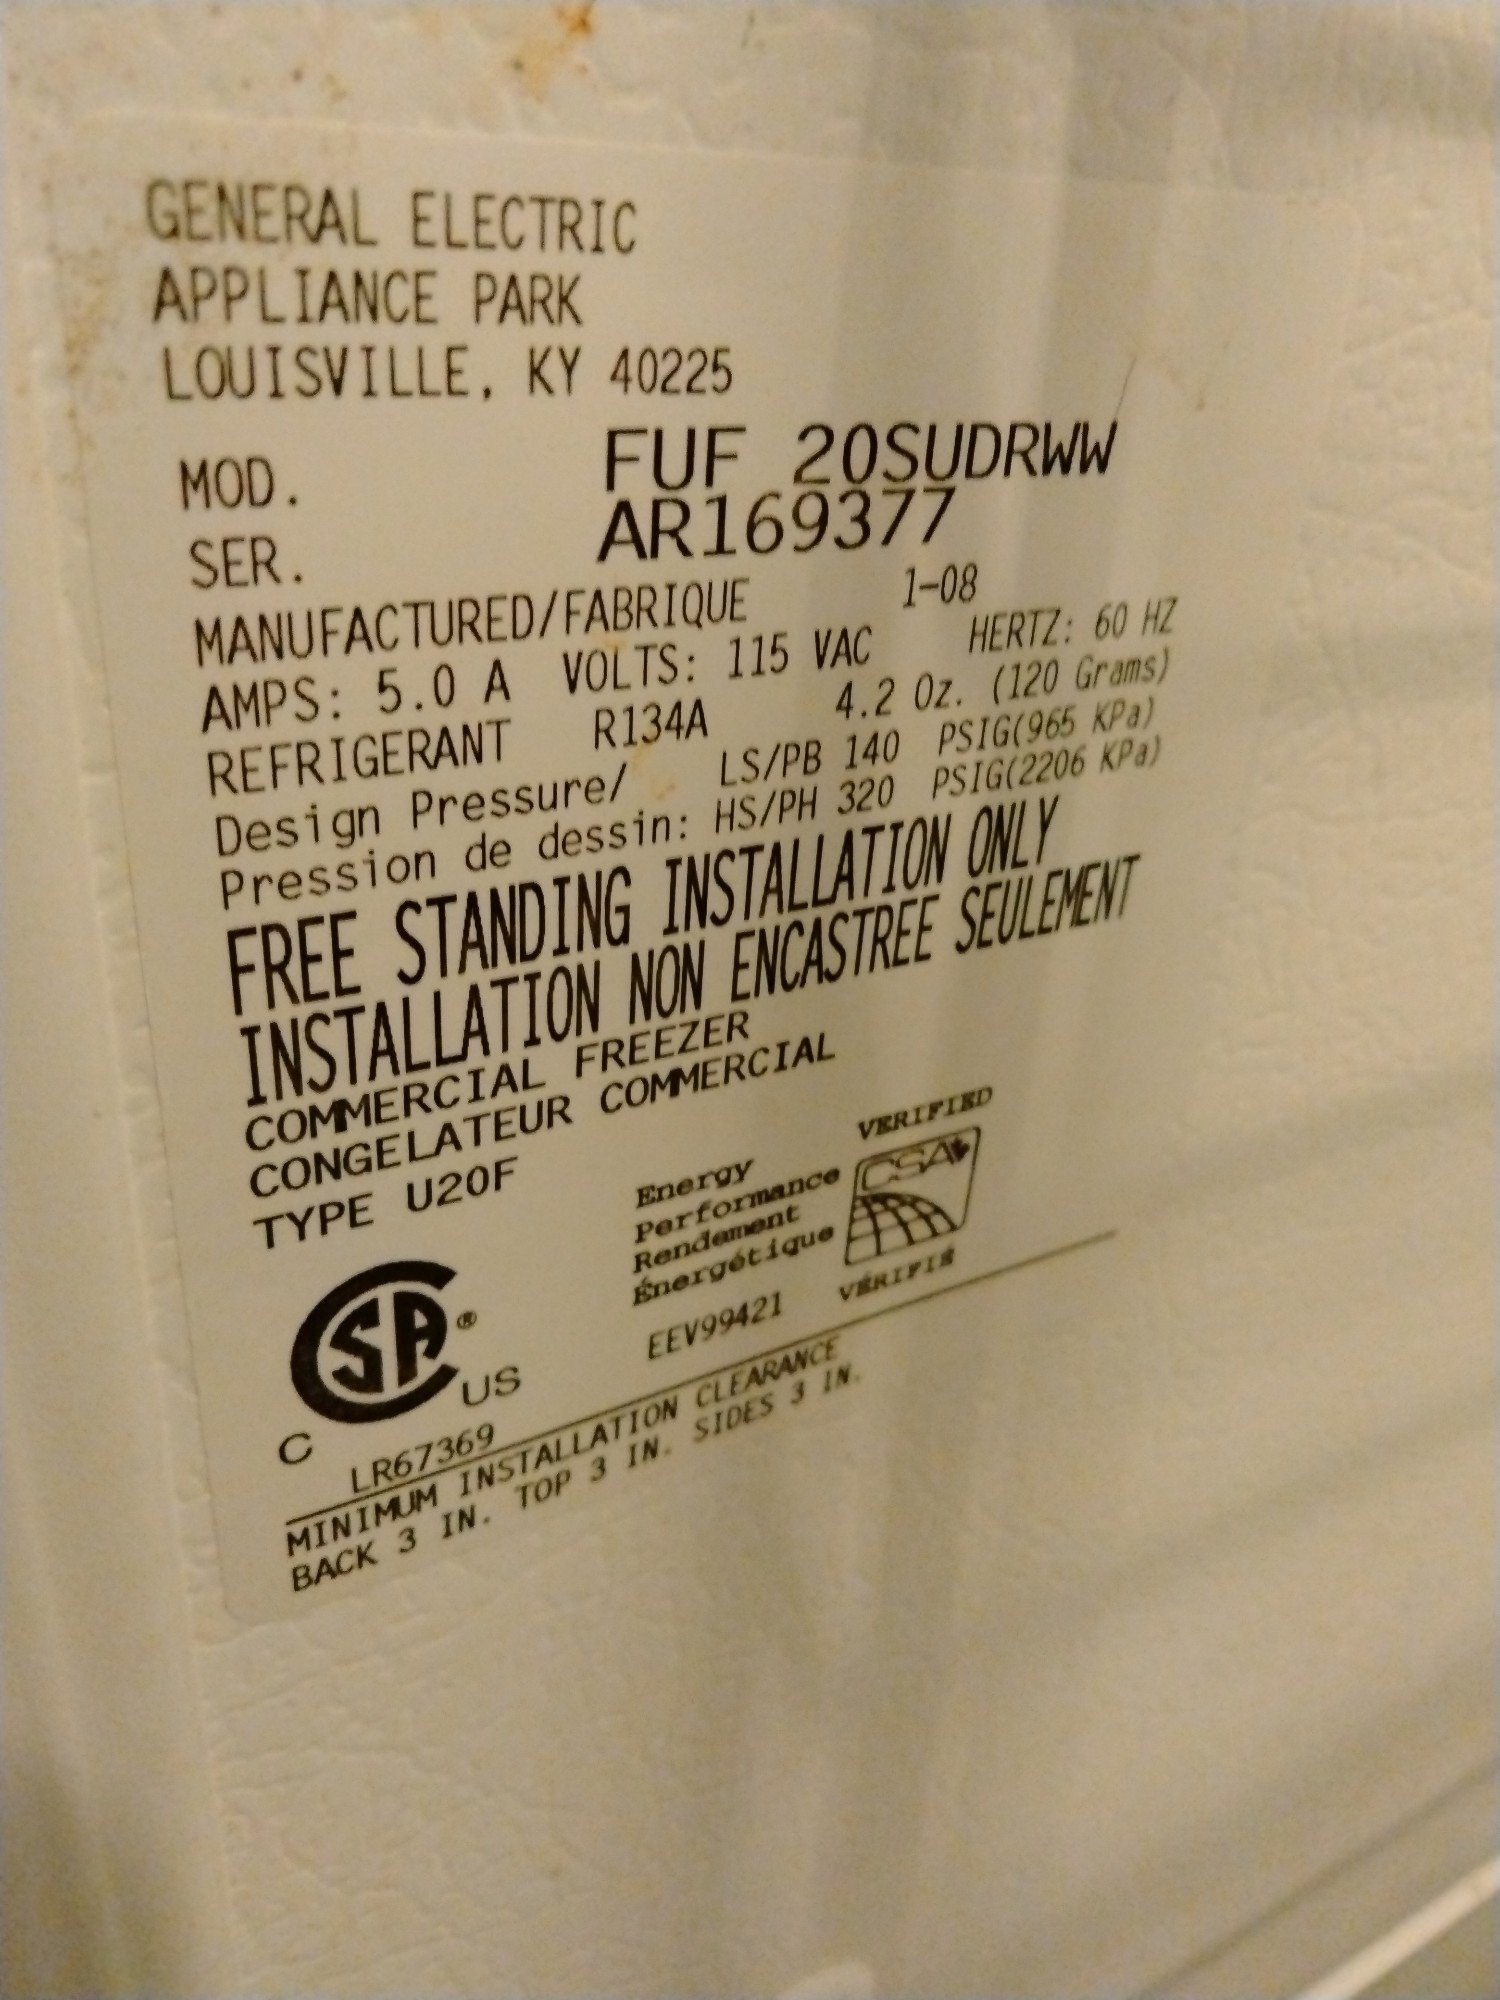 GENERAL ELECTRIC
APPLIANCE PARK
LOUISVILLE, KY 40225
MOD. FUF 20SUDRWW
SER. AR169377
MANUFACTURED/FABRIQUE 1-08
AMPS: 5.0 A VOLTS: 115 VAC HERTZ: 60 HZ
REFRIGERANT R134A 4.2 Oz. (120 Grams)
Design Pressure/ LS/PB 140 PSIG(965 KPa)
Pression de dessin: HS/PH 320 PSIG(2206 KPa)
FREE STANDING INSTALLATION ONLY
INSTALLATION NON ENCASTREE SEULEMENT
COMMERCIAL FREEZER
CONGELATEUR COMMERCIAL
TYPE U20F
VERIFIED
Energy
Performance
Rendement
Énergétique
CSA
VÉRIFIÉ
EEV99421
CSA®
C US
LR67369
MINIMUM INSTALLATION CLEARANCE
BACK 3 IN. TOP 3 IN. SIDES 3 IN.